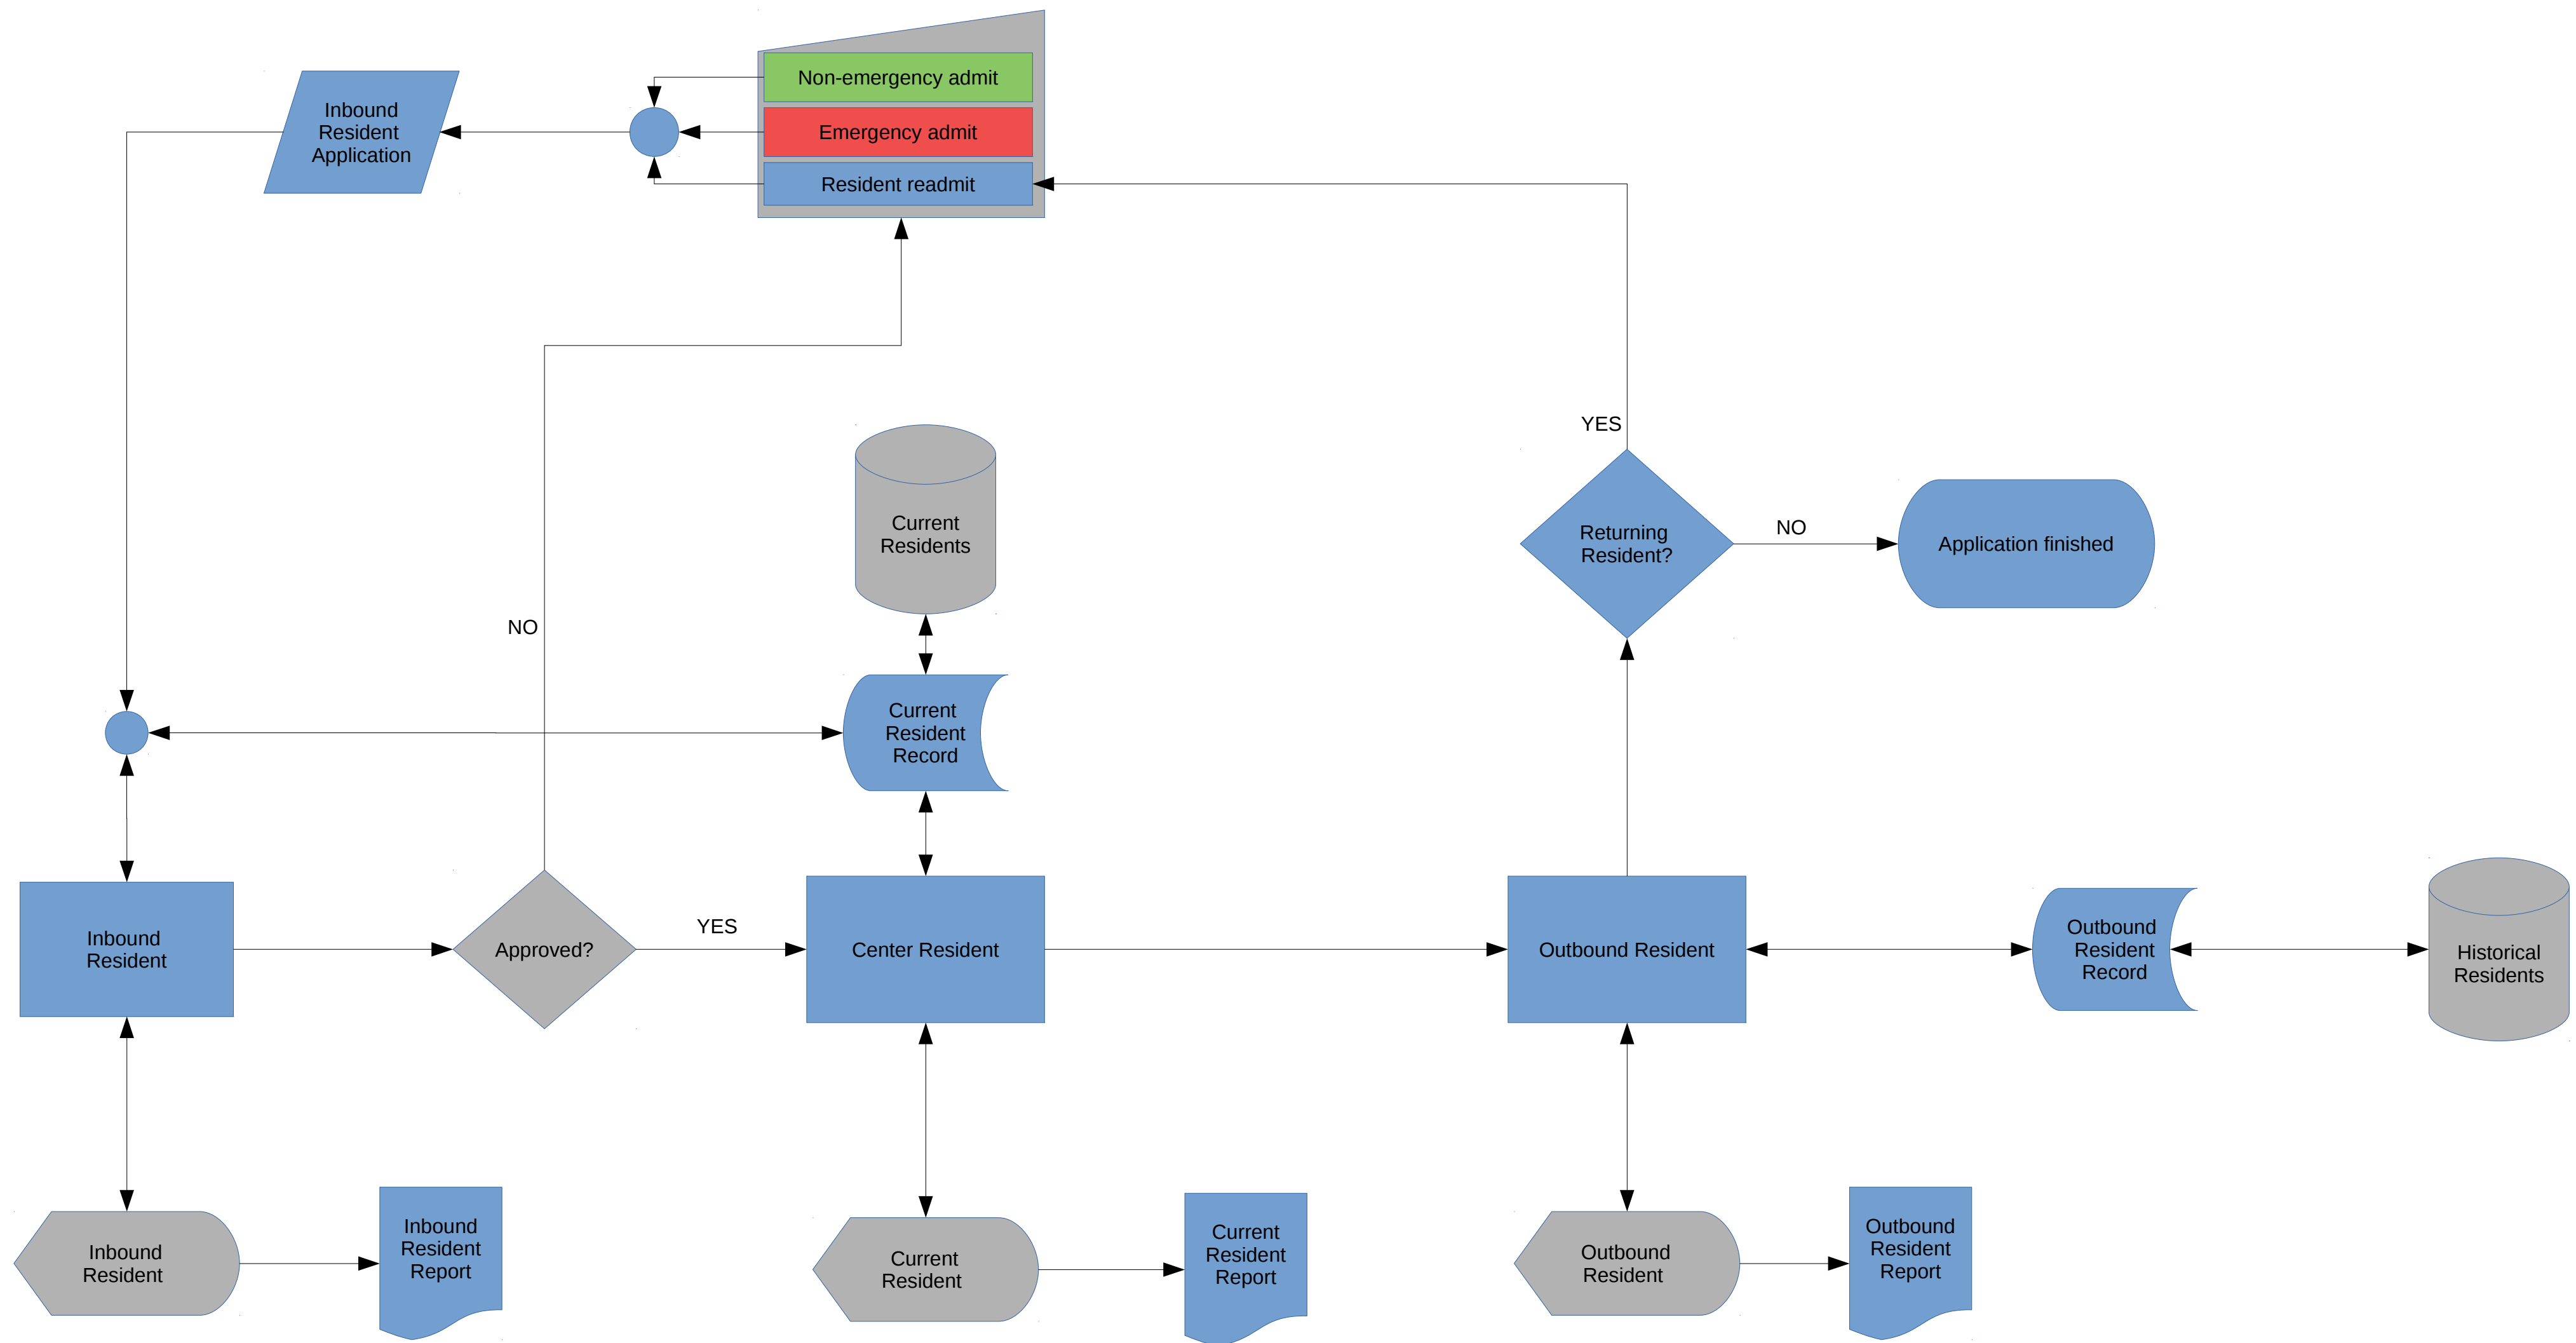 Non-emergency admit
Emergency admit
Resident readmit
Inbound
Resident
Application
YES
Returning
Resident?
NO
Application finished
Current
Residents
NO
Current
Resident
Record
Inbound
Resident
Approved?
YES
Center Resident
Outbound Resident
Outbound
Resident
Record
Historical
Residents
Inbound
Resident
Inbound
Resident
Report
Current
Resident
Current
Resident
Report
Outbound
Resident
Outbound
Resident
Report